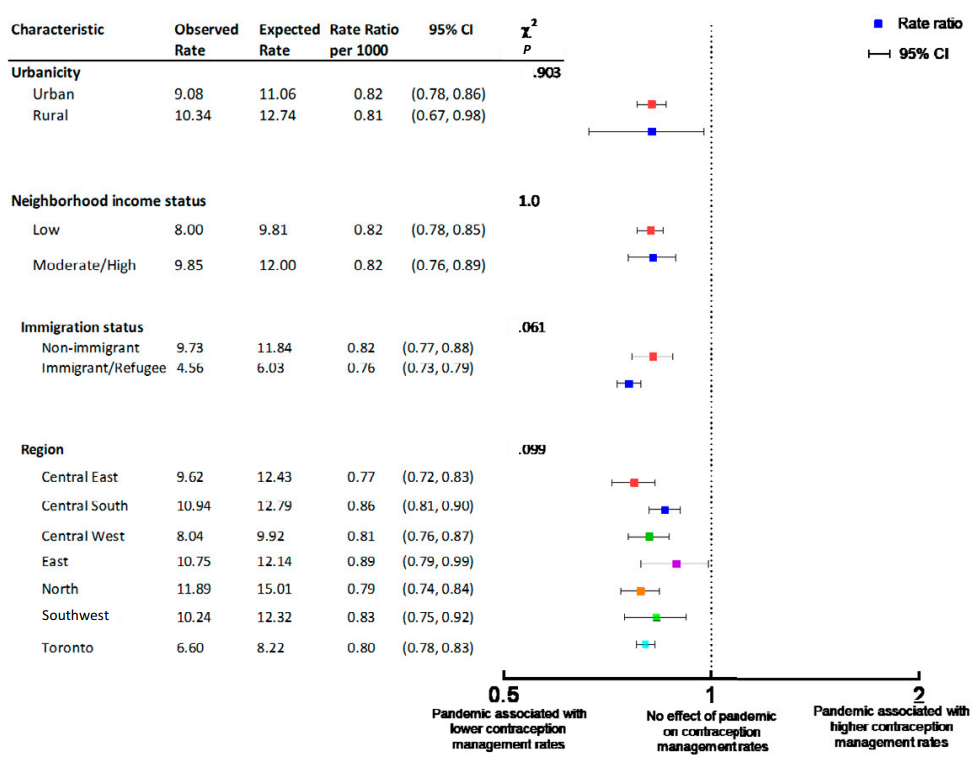 Characteristic Observed Rate Expected Rate Rate Ratio per 1000 95% CI χ² P
Rate ratio
95% CI
Urbanicity .903
Urban 9.08 11.06 0.82 (0.78, 0.86)
Rural 10.34 12.74 0.81 (0.67, 0.98)
Neighborhood income status 1.0
Low 8.00 9.81 0.82 (0.78, 0.85)
Moderate/High 9.85 12.00 0.82 (0.76, 0.89)
Immigration status .061
Non-immigrant 9.73 11.84 0.82 (0.77, 0.88)
Immigrant/Refugee 4.56 6.03 0.76 (0.73, 0.79)
Region .099
Central East 9.62 12.43 0.77 (0.72, 0.83)
Central South 10.94 12.79 0.86 (0.81, 0.90)
Central West 8.04 9.92 0.81 (0.76, 0.87)
East 10.75 12.14 0.89 (0.79, 0.99)
North 11.89 15.01 0.79 (0.74, 0.84)
Southwest 10.24 12.32 0.83 (0.75, 0.92)
Toronto 6.60 8.22 0.80 (0.78, 0.83)
0.5 1 2
Pandemic associated with
lower contraception
management rates
No effect of pandemic
on contraception
management rates
Pandemic associated with
higher contraception
management rates